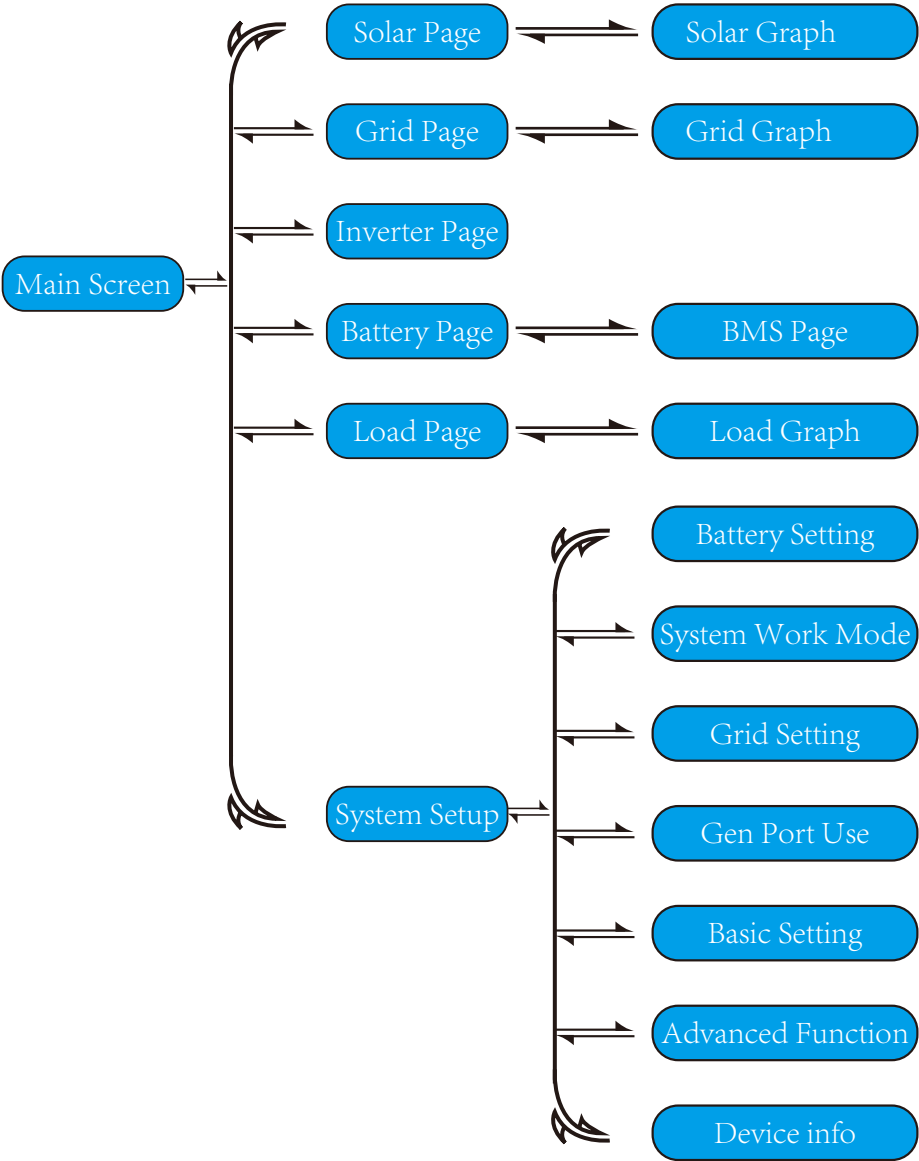 Solar Page
Solar Graph
Grid Page
Grid Graph
Inverter Page
Main Screen
Battery Page
BMS Page
Load Page
Load Graph
Battery Setting
System Work Mode
Grid Setting
System Setup
Gen Port Use
Basic Setting
Advanced Function
Device info